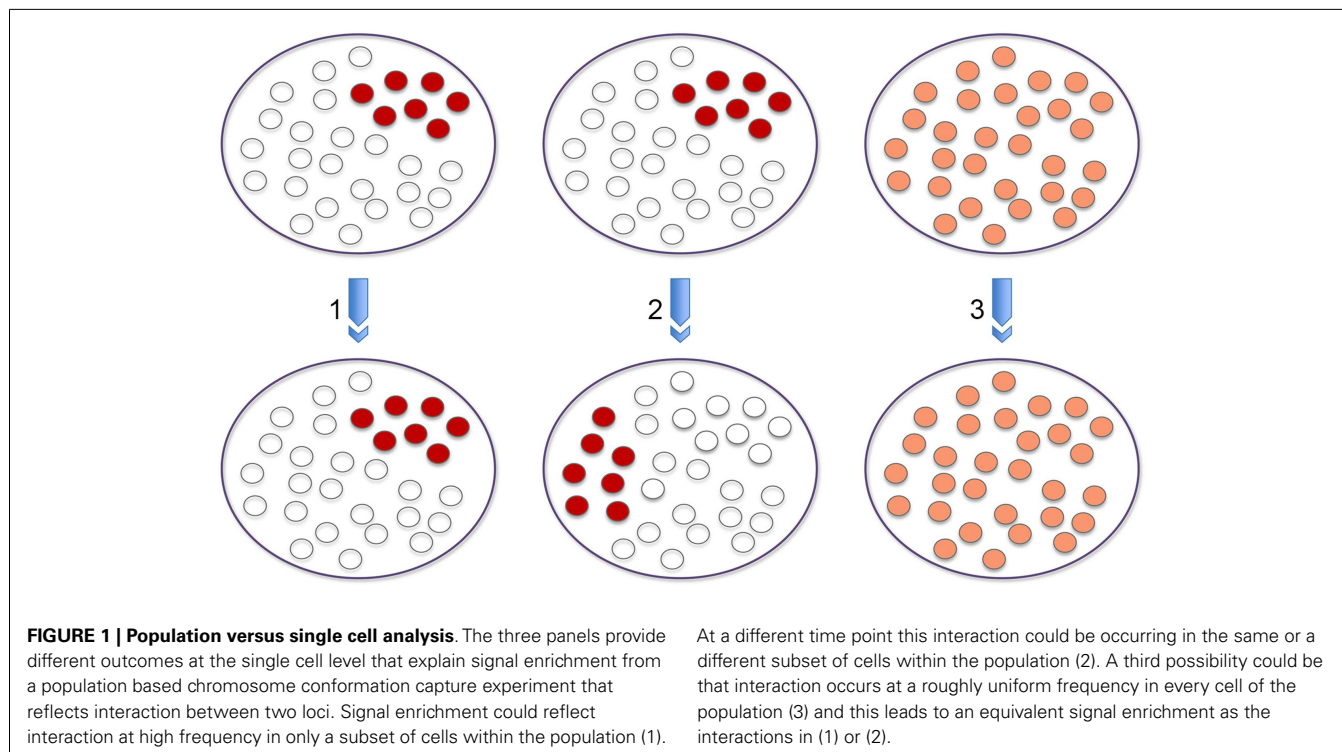 1
2
3
FIGURE 1 | Population versus single cell analysis. The three panels provide
different outcomes at the single cell level that explain signal enrichment from
a population based chromosome conformation capture experiment that
reflects interaction between two loci. Signal enrichment could reflect
interaction at high frequency in only a subset of cells within the population (1).
At a different time point this interaction could be occurring in the same or a
different subset of cells within the population (2). A third possibility could be
that interaction occurs at a roughly uniform frequency in every cell of the
population (3) and this leads to an equivalent signal enrichment as the
interactions in (1) or (2).